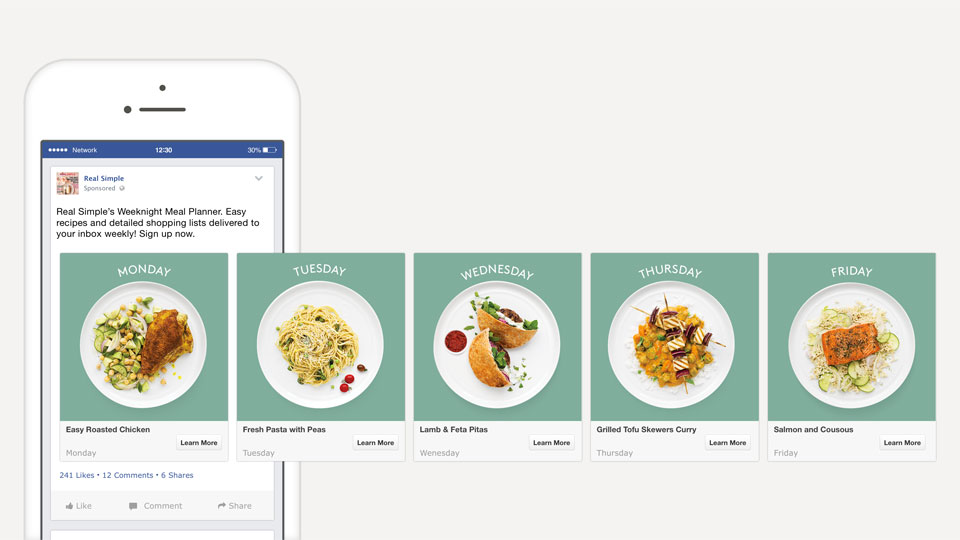 Network 12:30 30%
Real Simple
Sponsored
Real Simple's Weeknight Meal Planner. Easy
recipes and detailed shopping lists delivered to
your inbox weekly! Sign up now.
MONDAY
Easy Roasted Chicken
Learn More
Monday
TUESDAY
Fresh Pasta with Peas
Learn More
Tuesday
WEDNESDAY
Lamb & Feta Pitas
Learn More
Wenesday
THURSDAY
Grilled Tofu Skewers Curry
Learn More
Thursday
FRIDAY
Salmon and Cousous
Learn More
Friday
241 Likes • 12 Comments • 6 Shares
Like Comment Share